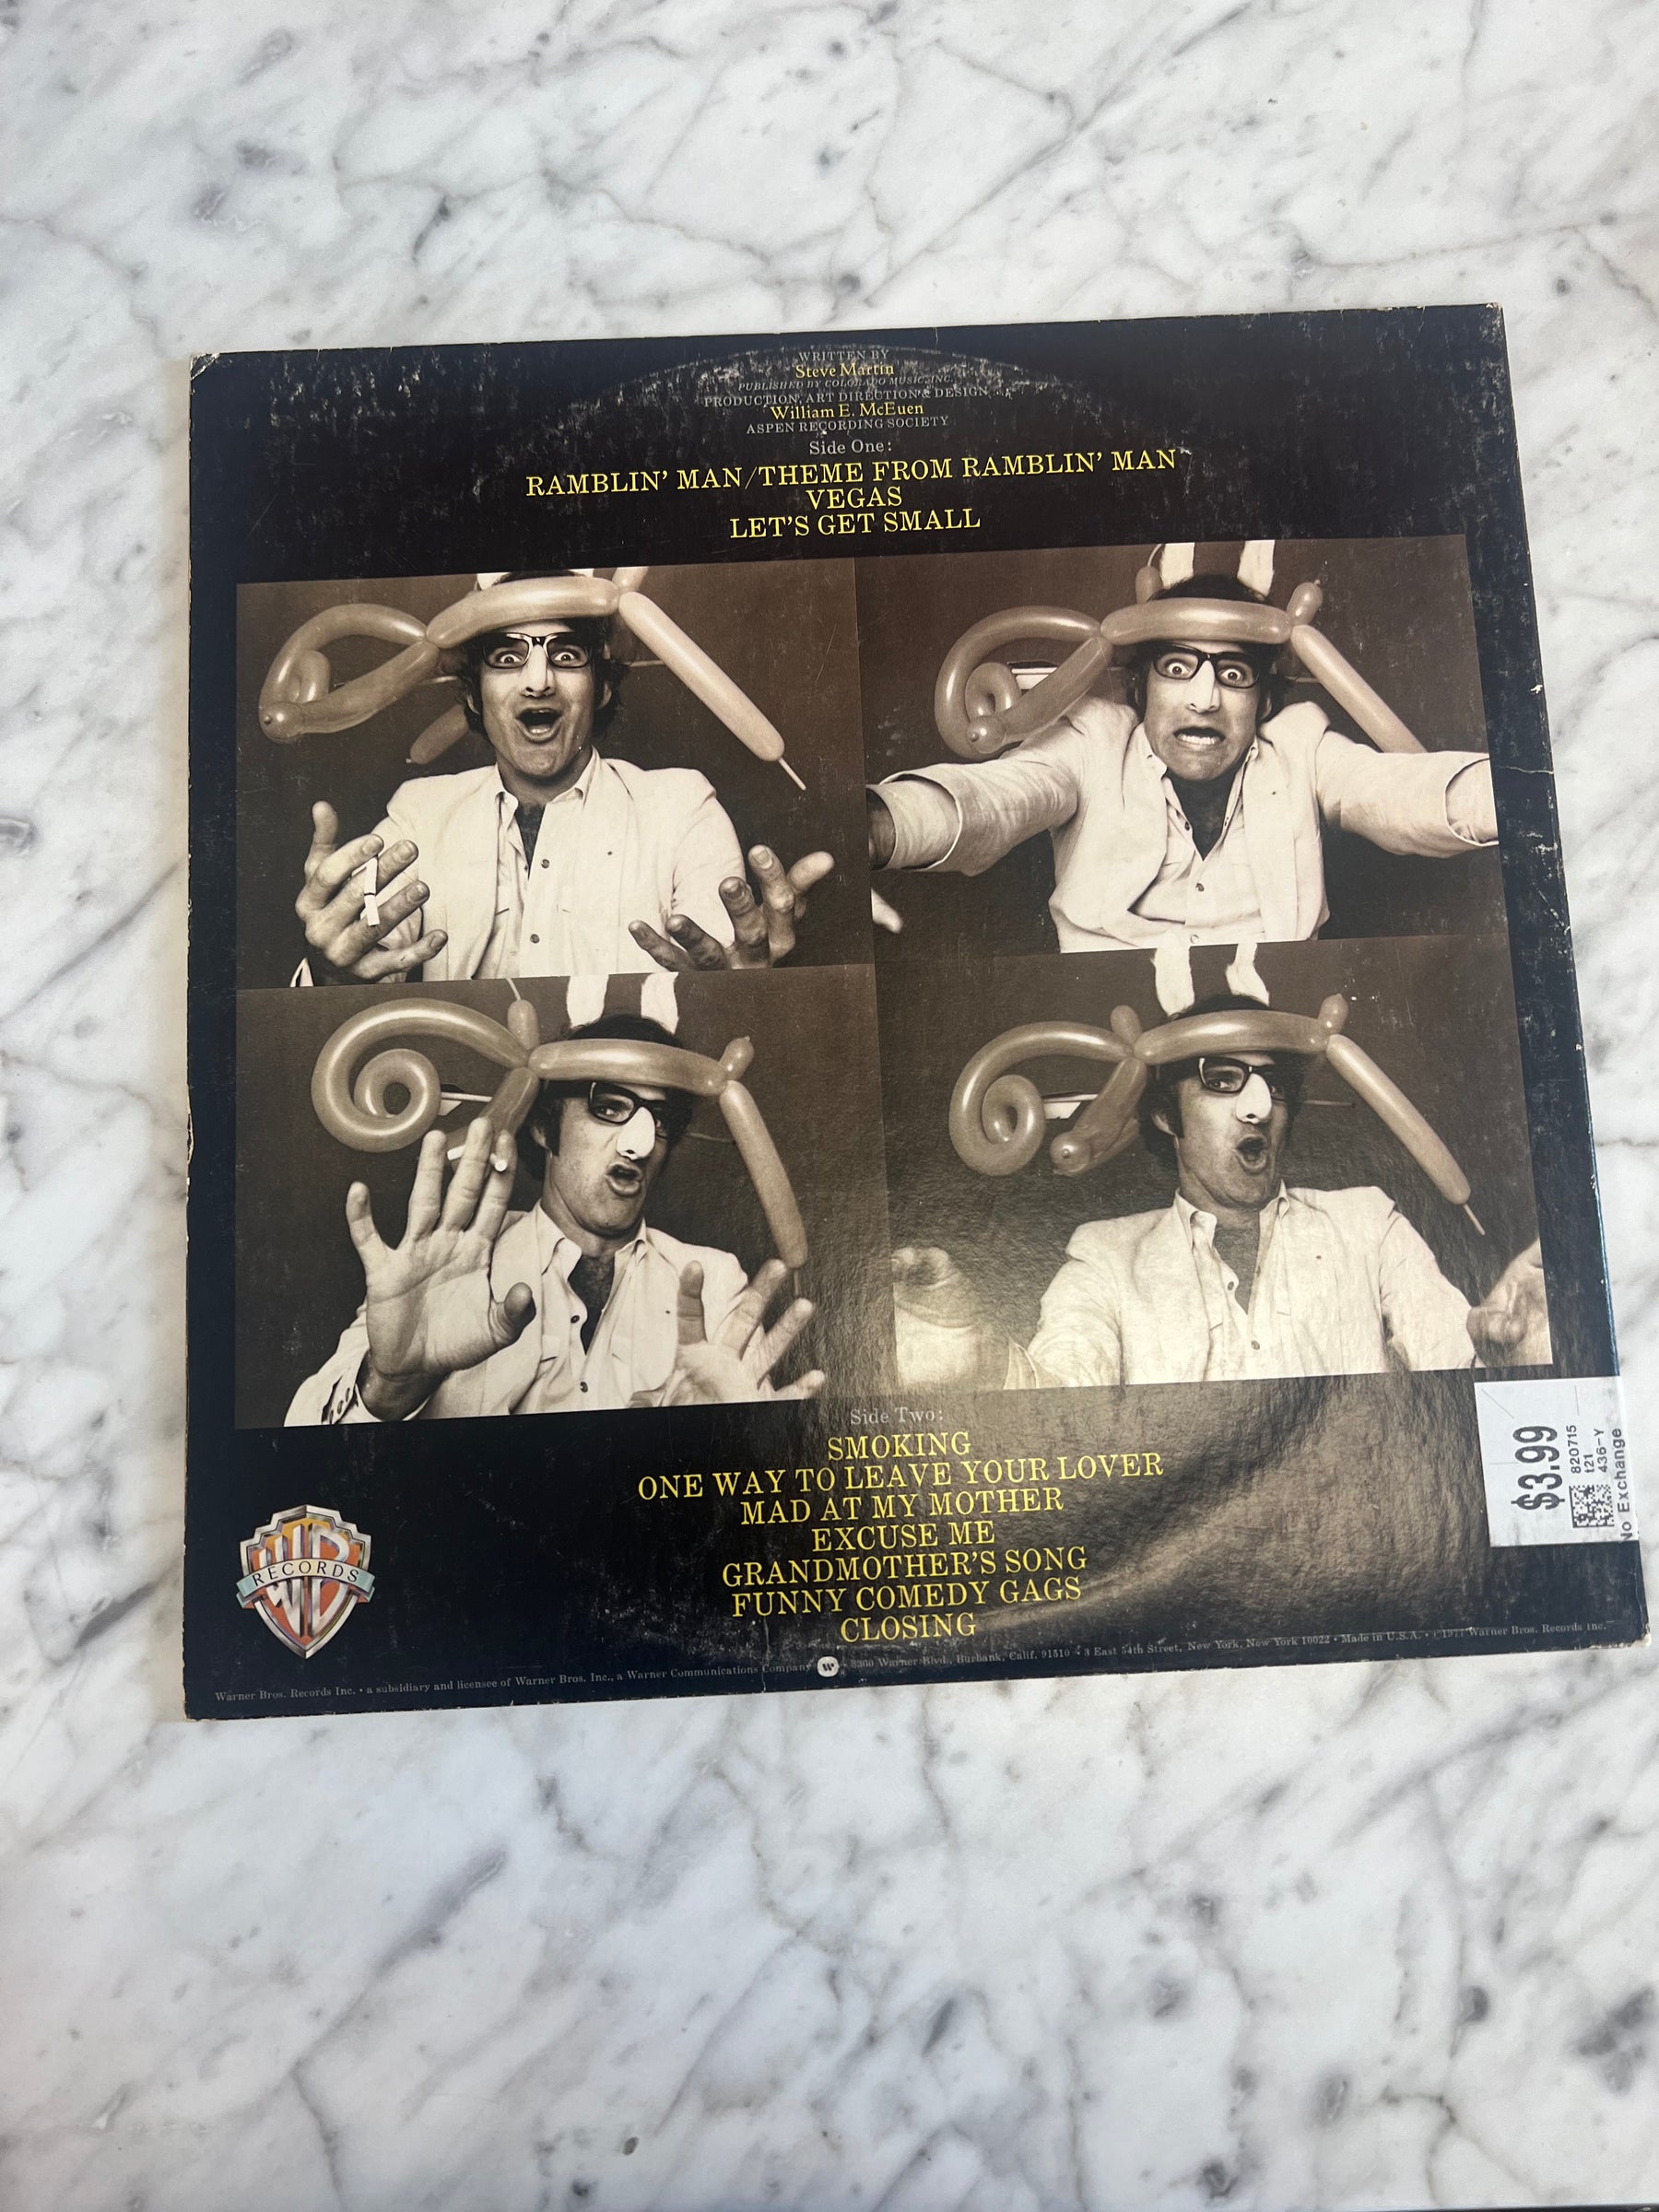 WRITTEN BY
Steve Martin
PUBLISHED BY COLORADO MUSIC, INC.
PRODUCTION, ART DIRECTION & DESIGN
William E. McEuen
ASPEN RECORDING SOCIETY
Side One:
RAMBLIN' MAN/THEME FROM RAMBLIN' MAN
VEGAS
LET'S GET SMALL
Side Two:
SMOKING
ONE WAY TO LEAVE YOUR LOVER
MAD AT MY MOTHER
EXCUSE ME
GRANDMOTHER'S SONG
FUNNY COMEDY GAGS
CLOSING
$3.99
820715
t21
436-Y
No Exchange
WB
RECORDS
Warner Bros. Records Inc. • a subsidiary and licensee of Warner Bros. Inc., a Warner Communications Company W • 3300 Warner Blvd., Burbank, Calif. 91510 • 3 East 54th Street, New York, New York 10022 • Made in U.S.A. • © 1977 Warner Bros. Records Inc.